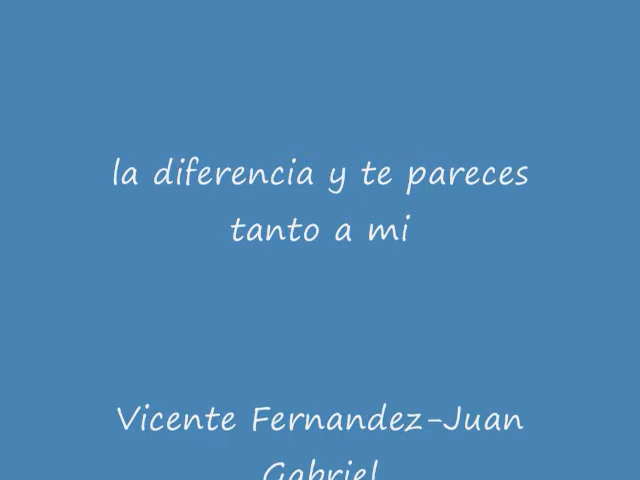 la diferencia y te pareces
tanto a mi
Vicente Fernandez-Juan
Gabriel